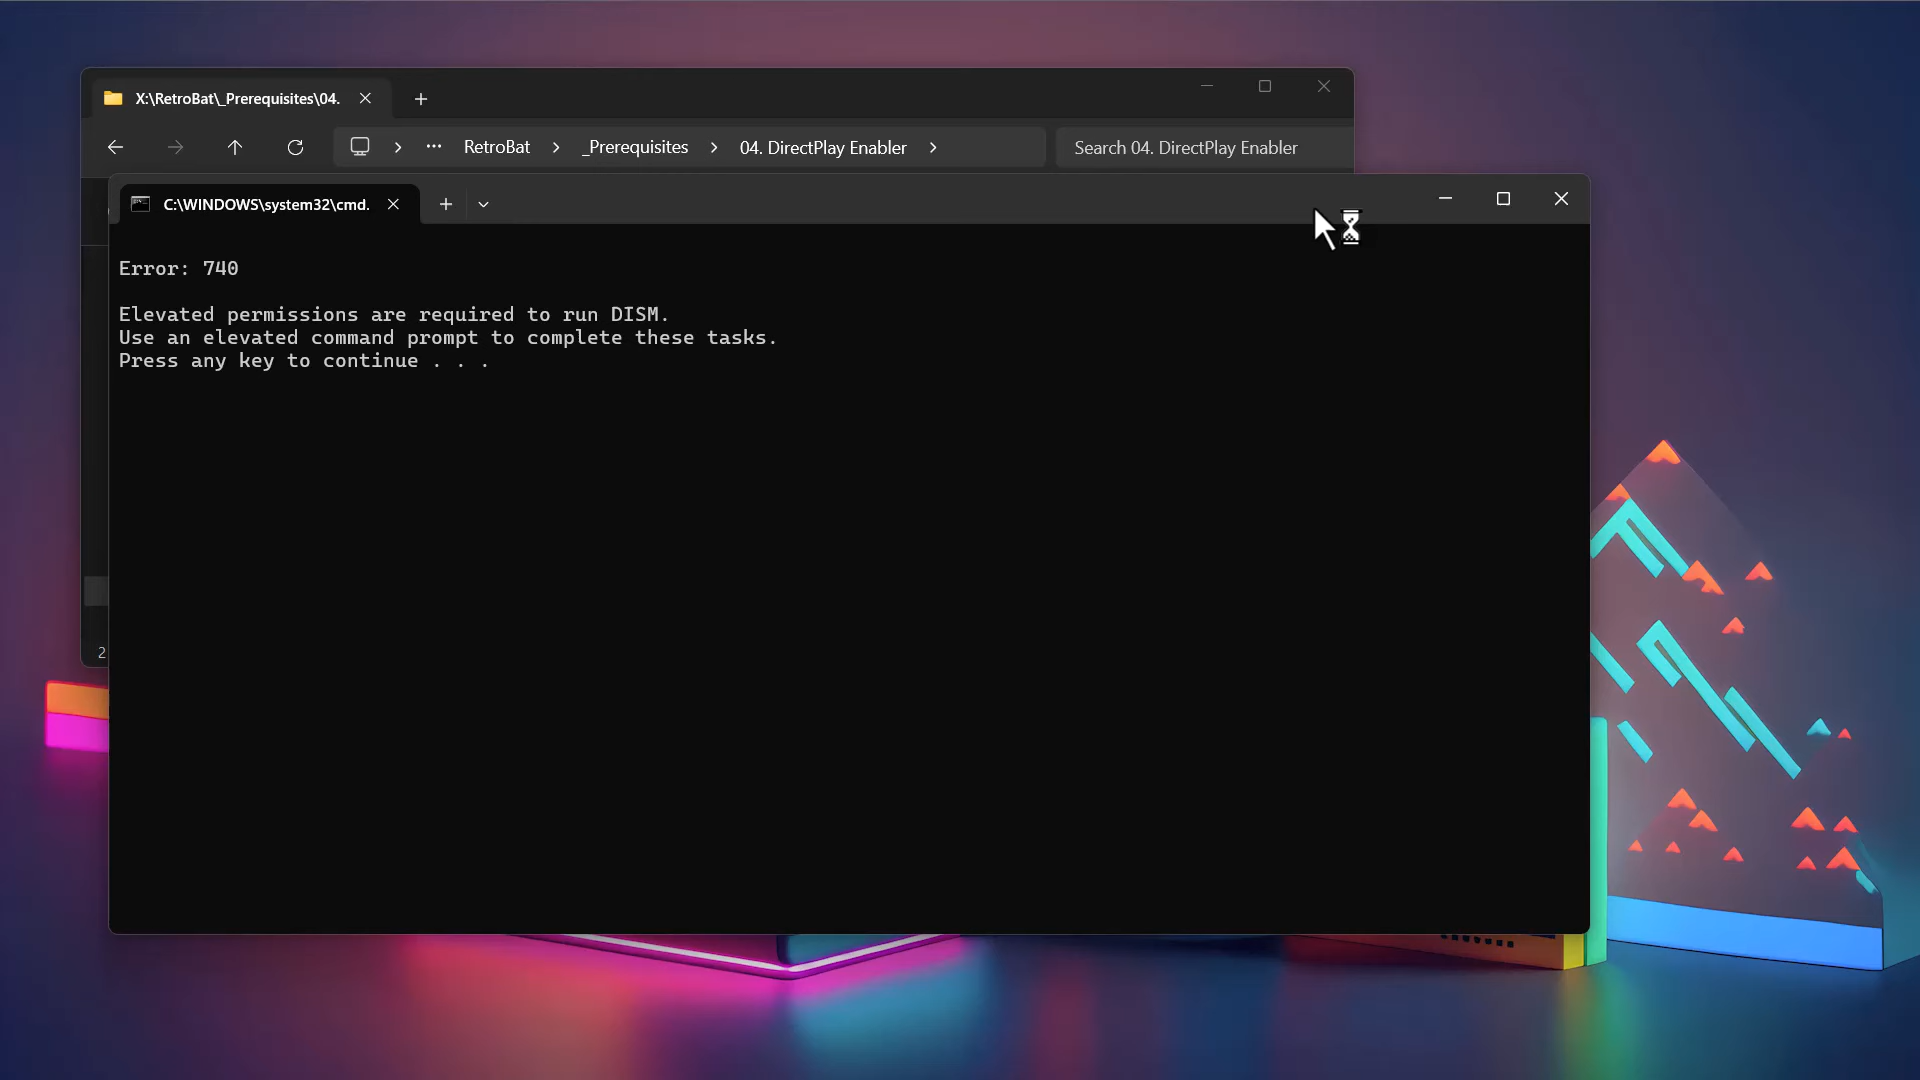 X:\RetroBat\_Prerequisites\04.
RetroBat _Prerequisites 04. DirectPlay Enabler
Search 04. DirectPlay Enabler
C:\WINDOWS\system32\cmd.
Error: 740
Elevated permissions are required to run DISM.
Use an elevated command prompt to complete these tasks.
Press any key to continue . . .
2